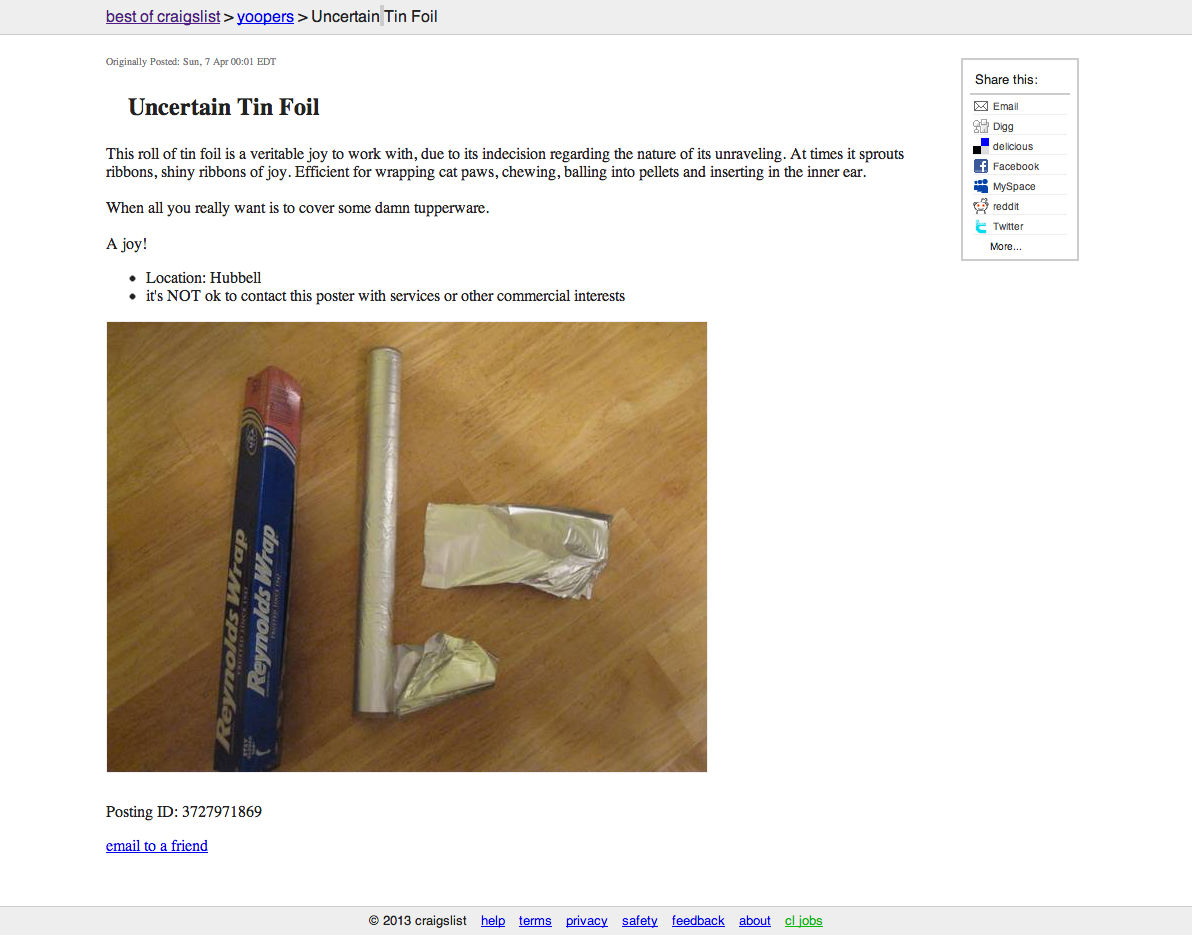 best of craigslist > yoopers > Uncertain Tin Foil
Originally Posted: Sun, 7 Apr 00:01 EDT
Share this:
Email
Digg
delicious
Facebook
MySpace
reddit
Twitter
More...
Uncertain Tin Foil
This roll of tin foil is a veritable joy to work with, due to its indecision regarding the nature of its unraveling. At times it sprouts
ribbons, shiny ribbons of joy. Efficient for wrapping cat paws, chewing, balling into pellets and inserting in the inner ear.
When all you really want is to cover some damn tupperware.
A joy!
• Location: Hubbell
• it's NOT ok to contact this poster with services or other commercial interests
Reynolds Wrap
TRUSTED SINCE 1947
Reynolds Wrap
TRUSTED SINCE 1947
Posting ID: 3727971869
email to a friend
© 2013 craigslist help terms privacy safety feedback about cl jobs